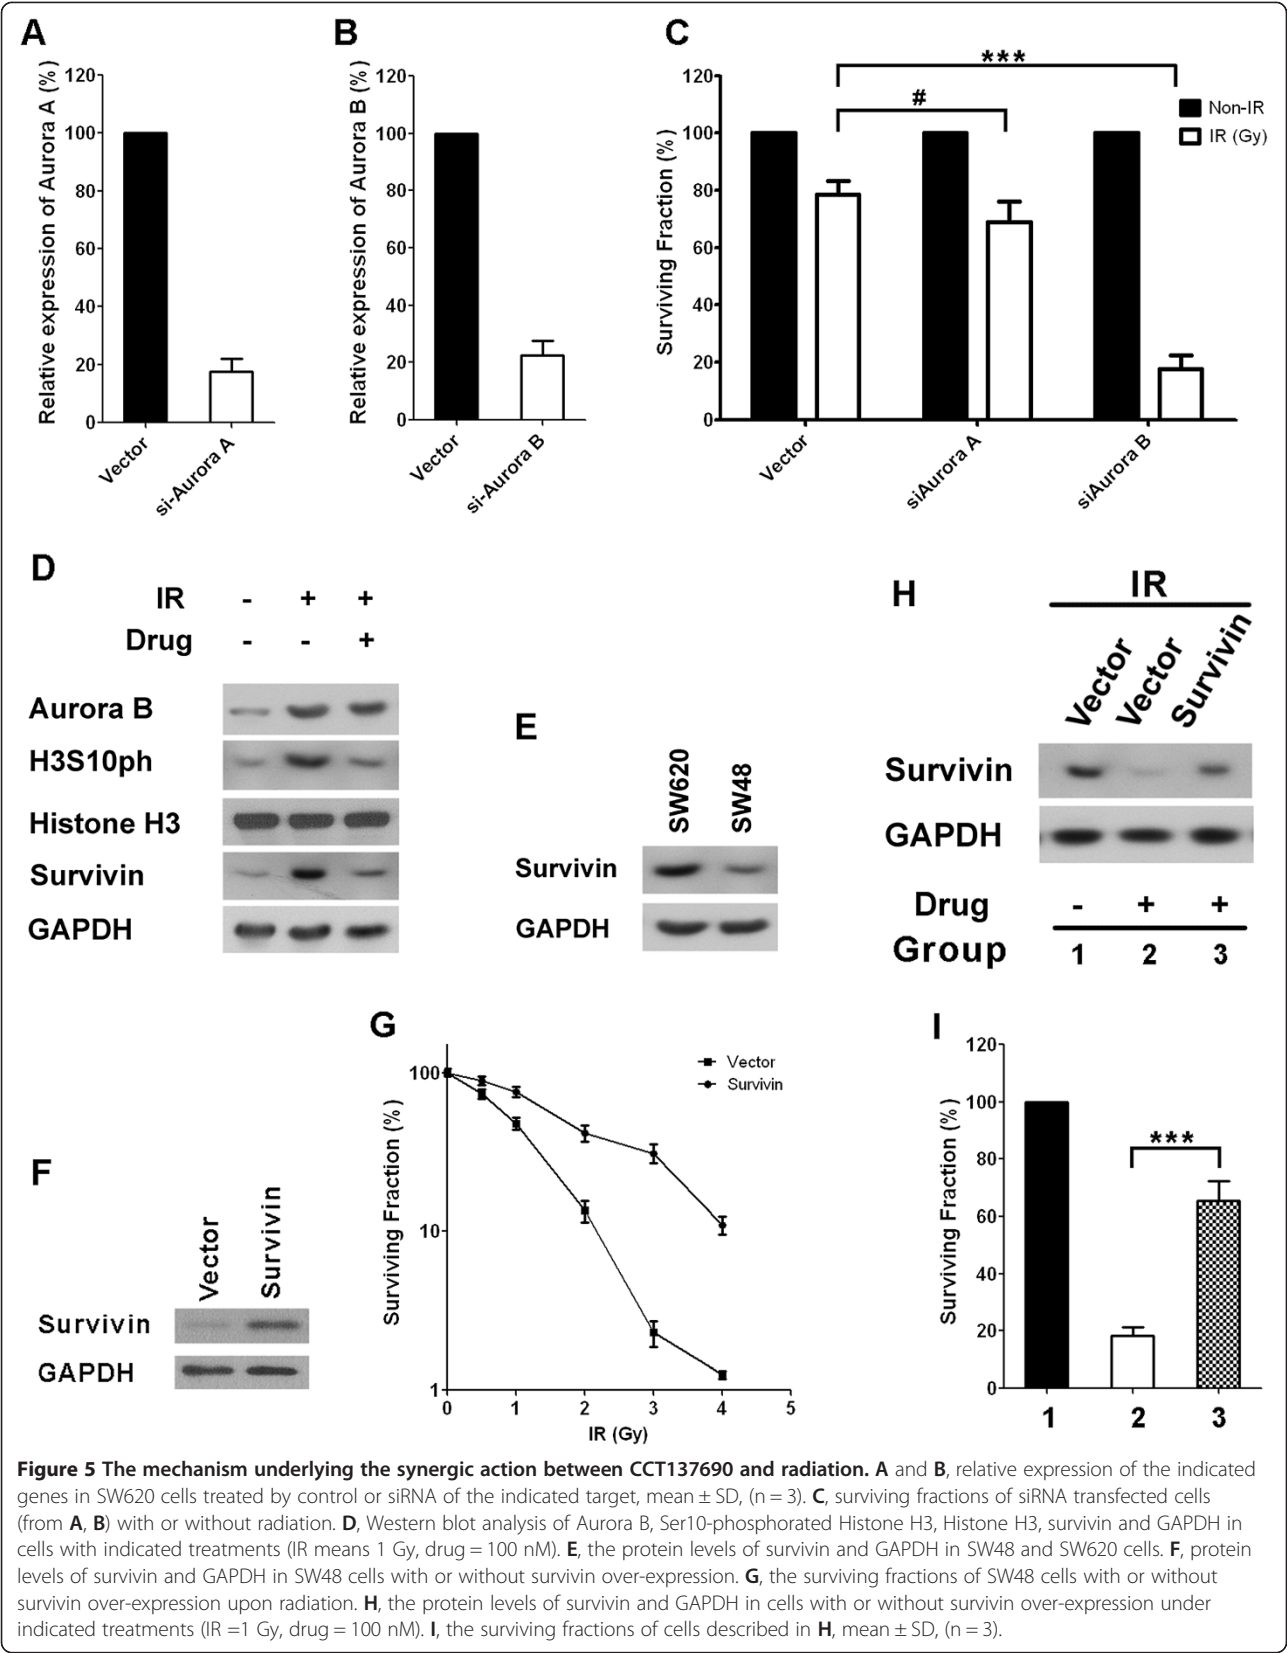 A
Relative expression of Aurora A (%)
120
100
80
60
40
20
0
Vector
si-Aurora A
B
Relative expression of Aurora B (%)
120
100
80
60
40
20
0
Vector
si-Aurora B
C
Surviving Fraction (%)
120
100
80
60
40
20
0
***
#
Non-IR
IR (Gy)
Vector
siAurora A
siAurora B
D
IR - + +
Drug - - +
Aurora B
H3S10ph
Histone H3
Survivin
GAPDH
E
SW620
SW48
Survivin
GAPDH
H
IR
Vector
Vector
Survivin
Survivin
GAPDH
Drug - + +
Group 1 2 3
F
Vector
Survivin
Survivin
GAPDH
G
Surviving Fraction (%)
100
10
1
Vector
Survivin
0 1 2 3 4 5
IR (Gy)
I
Surviving Fraction (%)
120
100
80
60
40
20
0
***
1 2 3
Figure 5 The mechanism underlying the synergic action between CCT137690 and radiation. A and B, relative expression of the indicated
genes in SW620 cells treated by control or siRNA of the indicated target, mean ± SD, (n = 3). C, surviving fractions of siRNA transfected cells
(from A, B) with or without radiation. D, Western blot analysis of Aurora B, Ser10-phosphorated Histone H3, Histone H3, survivin and GAPDH in
cells with indicated treatments (IR means 1 Gy, drug = 100 nM). E, the protein levels of survivin and GAPDH in SW48 and SW620 cells. F, protein
levels of survivin and GAPDH in SW48 cells with or without survivin over-expression. G, the surviving fractions of SW48 cells with or without
survivin over-expression upon radiation. H, the protein levels of survivin and GAPDH in cells with or without survivin over-expression under
indicated treatments (IR =1 Gy, drug = 100 nM). I, the surviving fractions of cells described in H, mean ± SD, (n = 3).